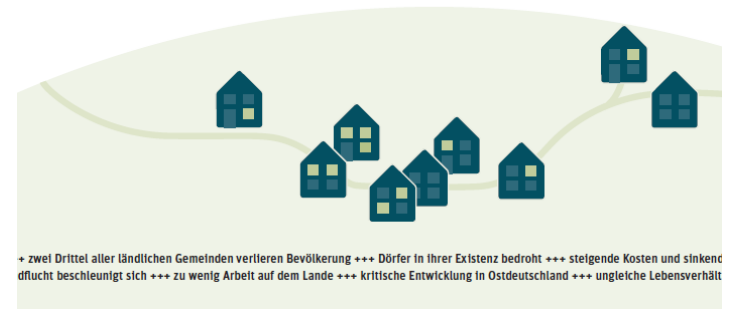 + zwei Drittel aller ländlichen Gemeinden verlieren Bevölkerung +++ Dörfer in ihrer Existenz bedroht +++ steigende Kosten und sinkend
dflucht beschleunigt sich +++ zu wenig Arbeit auf dem Lande +++ kritische Entwicklung in Ostdeutschland +++ ungleiche Lebensverhält